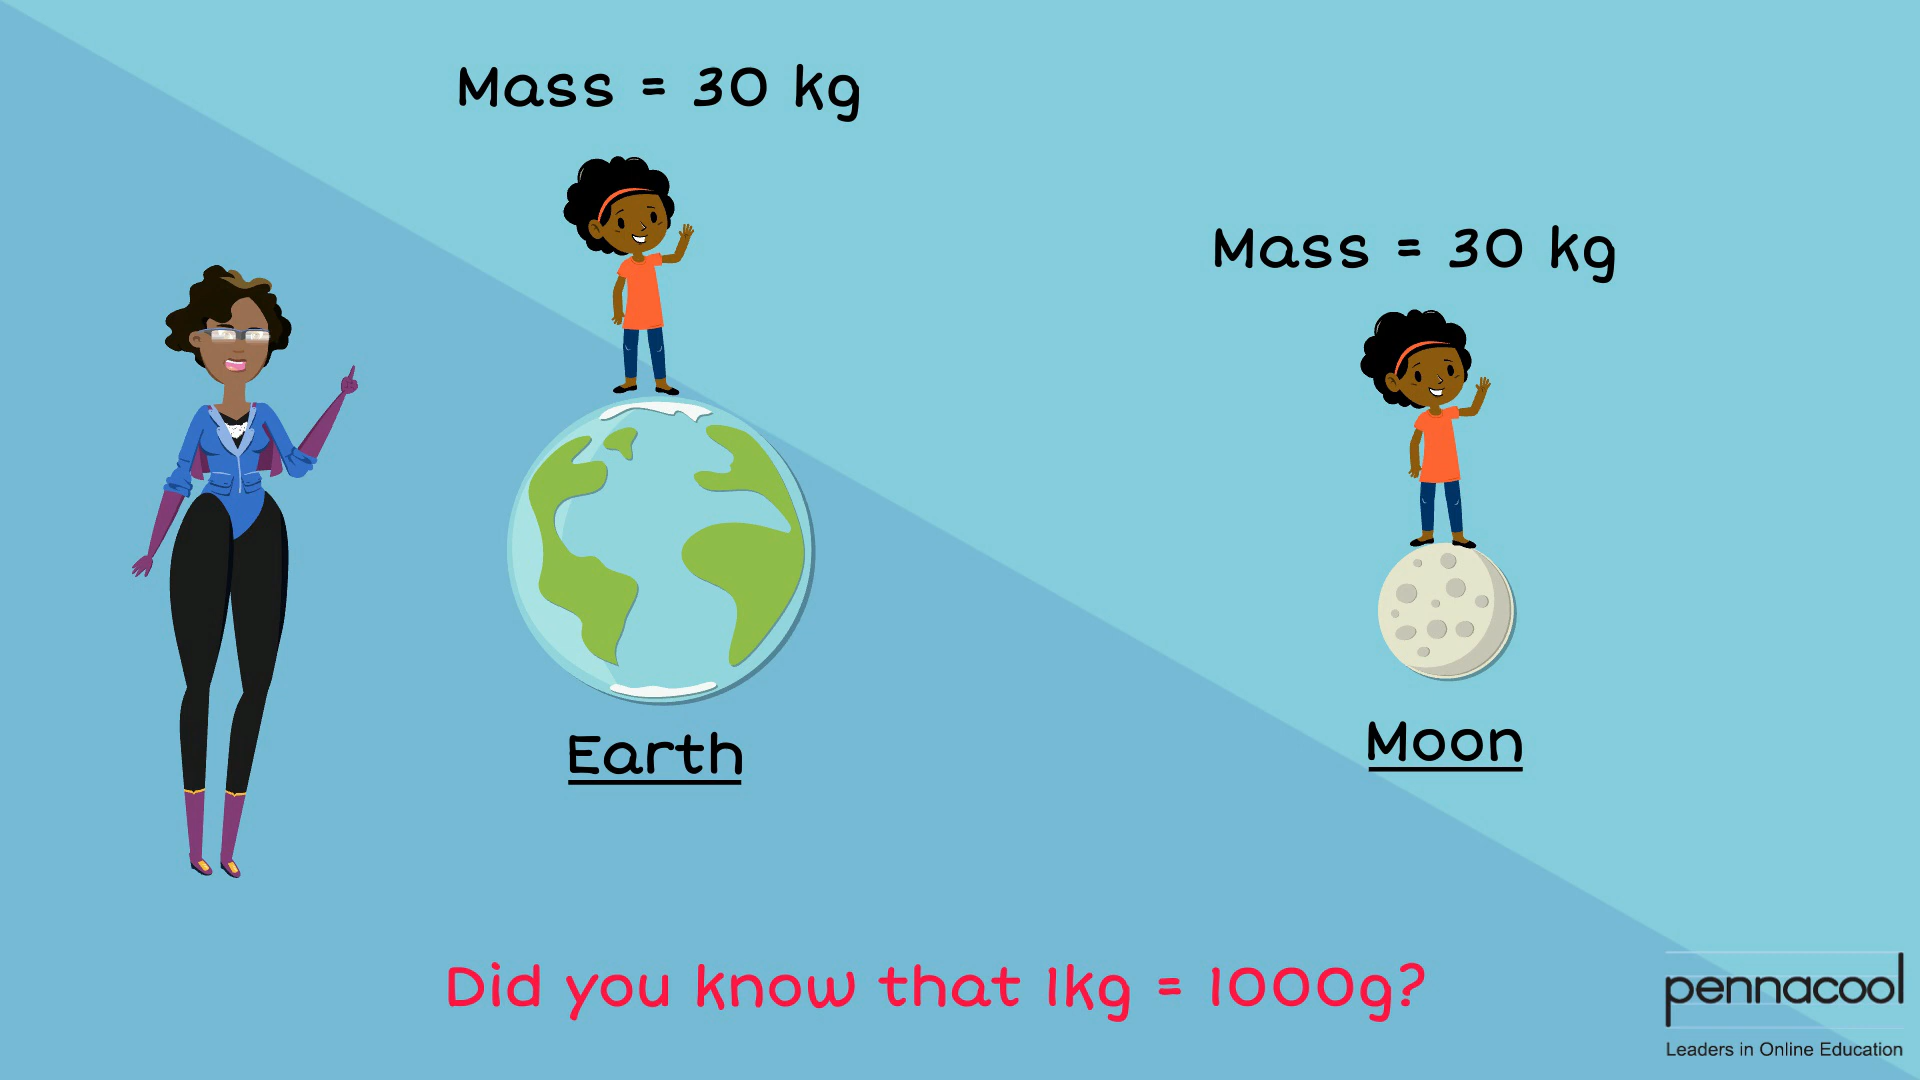 Mass = 30 kg
Mass = 30 kg
Earth
Moon
Did you know that 1kg = 1000g?
pennacool
Leaders in Online Education